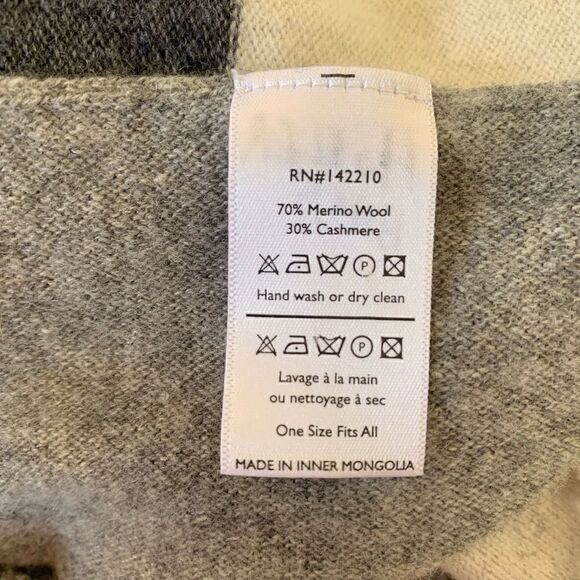 RN#142210
70% Merino Wool
30% Cashmere
P
Hand wash or dry clean
P
Lavage à la main
ou nettoyage à sec
One Size Fits All
MADE IN INNER MONGOLIA